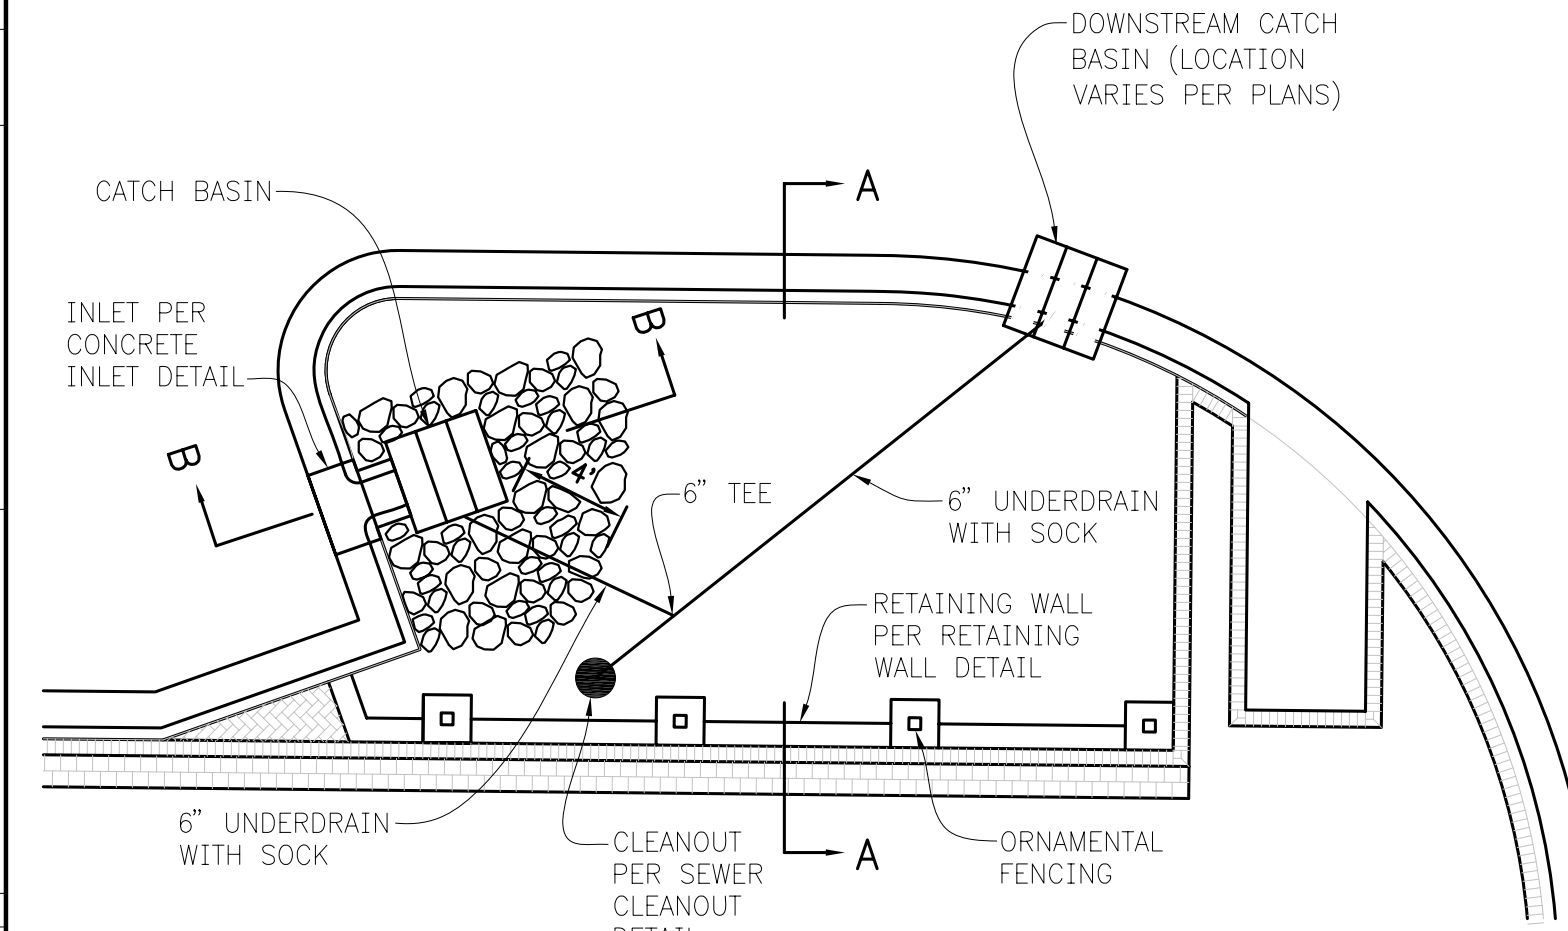 DOWNSTREAM CATCH
BASIN (LOCATION
VARIES PER PLANS)
A
CATCH BASIN
INLET PER
CONCRETE
INLET DETAIL
B
B
4'
6" TEE
6" UNDERDRAIN
WITH SOCK
RETAINING WALL
PER RETAINING
WALL DETAIL
6" UNDERDRAIN
WITH SOCK
CLEANOUT
PER SEWER
CLEANOUT
A
ORNAMENTAL
FENCING